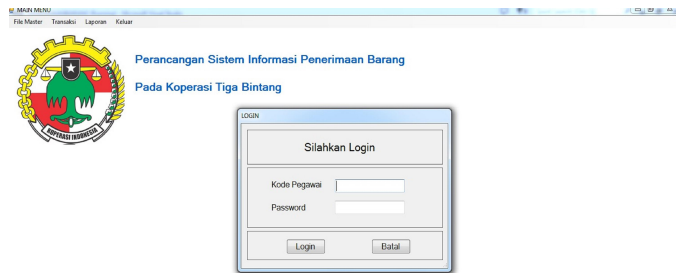 MAIN MENU
File Master Transaksi Laporan Keluar
Perancangan Sistem Informasi Penerimaan Barang
Pada Koperasi Tiga Bintang
KOPERASI INDONESIA
LOGIN
Silahkan Login
Kode Pegawai
Password
Login Batal